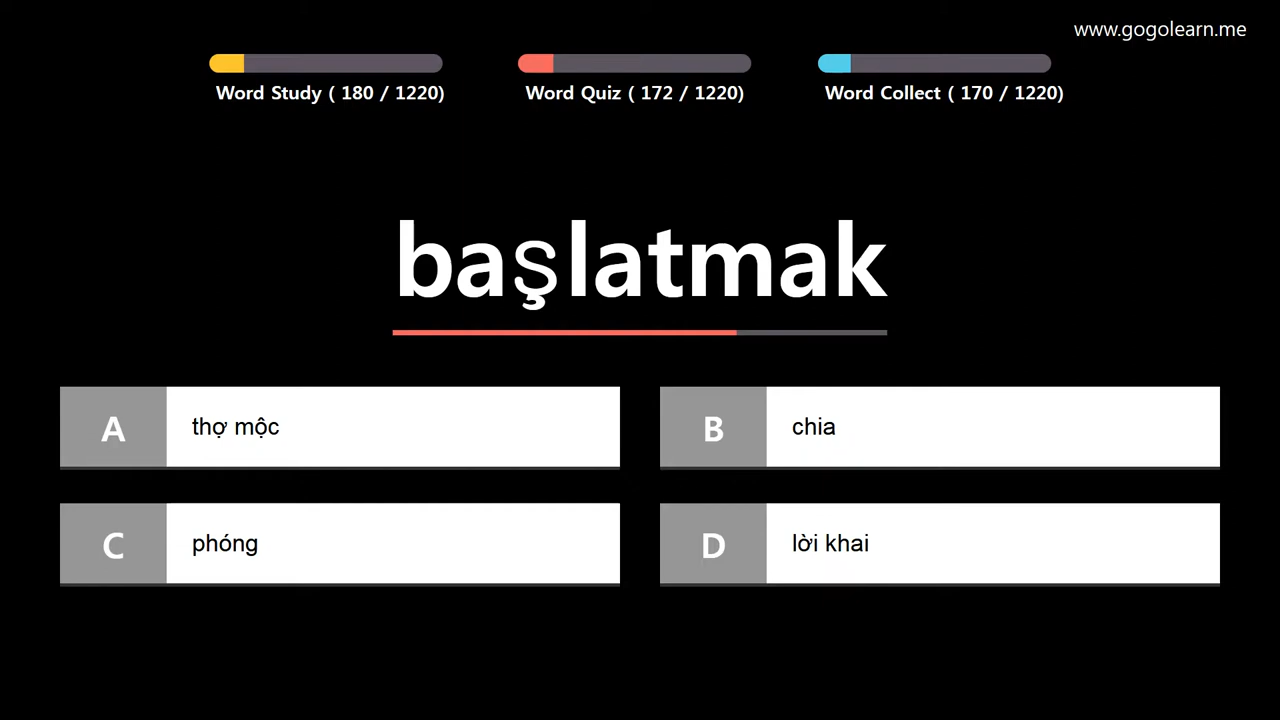 www.gogolearn.me
Word Study ( 180 / 1220)
Word Quiz ( 172 / 1220)
Word Collect ( 170 / 1220)
başlatmak
A
thợ mộc
B
chia
C
phóng
D
lời khai